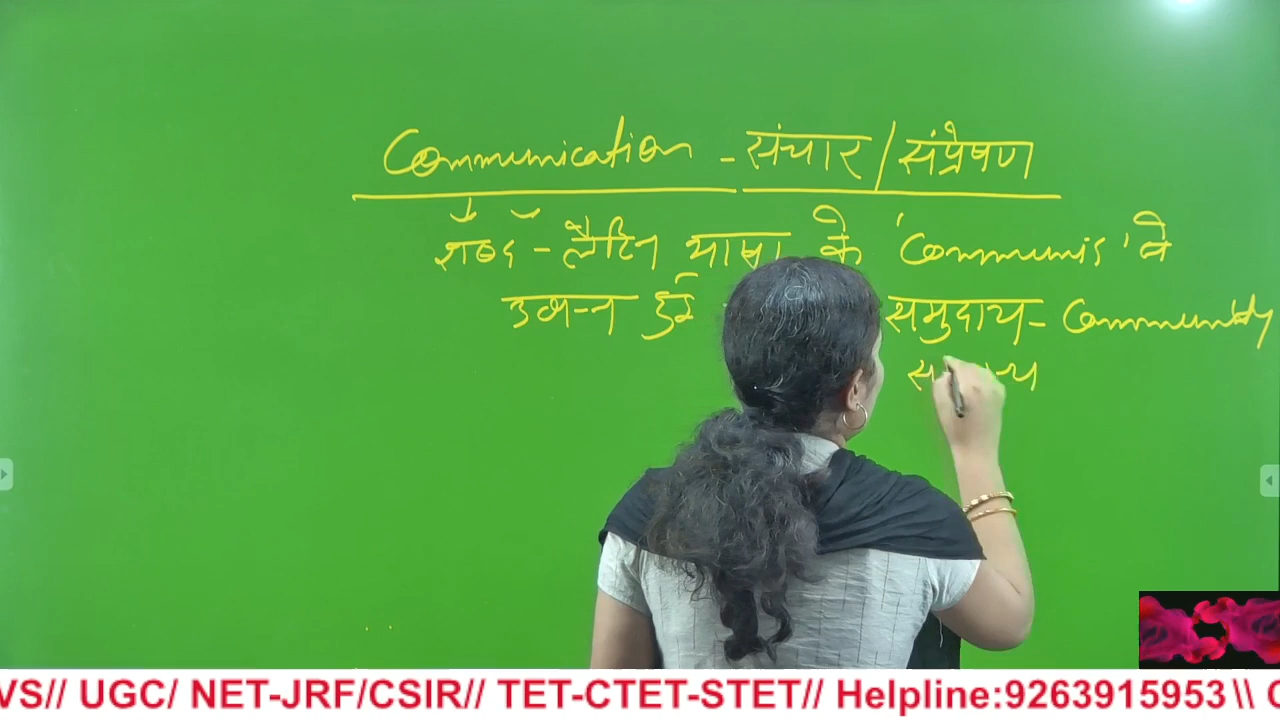 Communication - संचार / संप्रेषण
शब्द - लैटिन भाषा के 'Communis' से
उत्पन्न हुई समुदाय - Community
VS// UGC/ NET-JRF/CSIR// TET-CTET-STET// Helpline:9263915953 \\ C